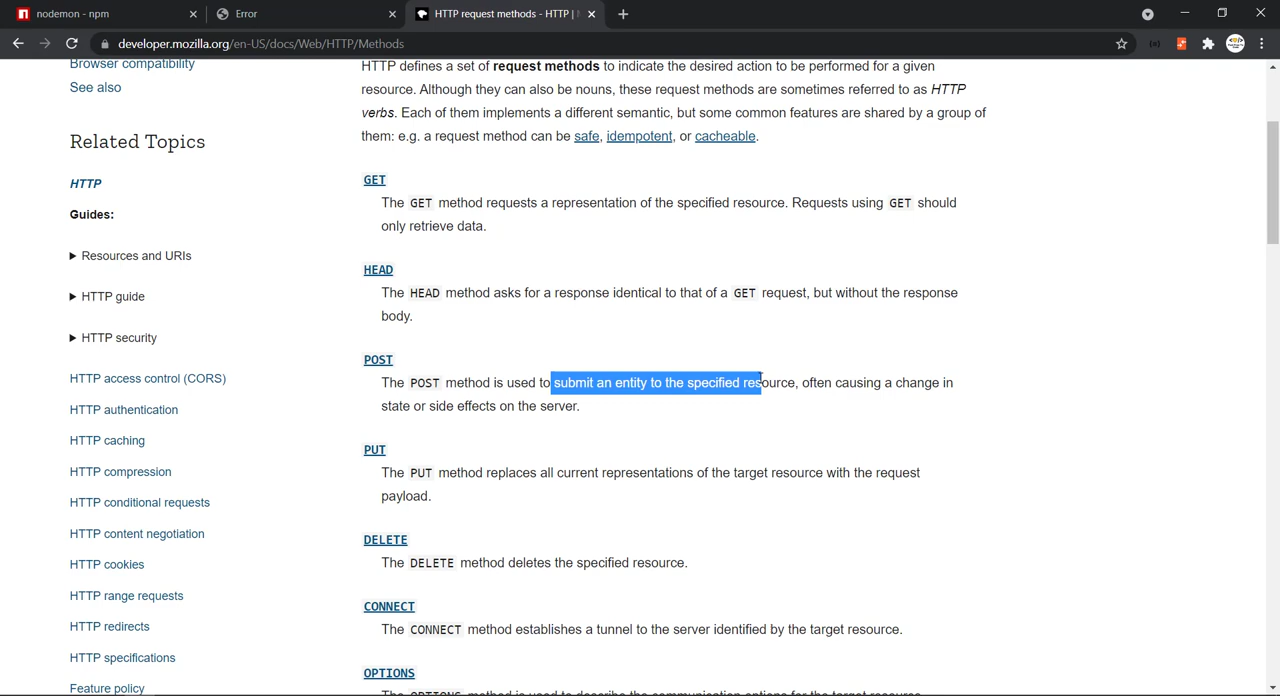 nodemon - npm
Error
HTTP request methods - HTTP |
developer.mozilla.org/en-US/docs/Web/HTTP/Methods
Browser compatibility
See also
Related Topics
HTTP
Guides:
Resources and URIs
HTTP guide
HTTP security
HTTP access control (CORS)
HTTP authentication
HTTP caching
HTTP compression
HTTP conditional requests
HTTP content negotiation
HTTP cookies
HTTP range requests
HTTP redirects
HTTP specifications
Feature policy
HTTP defines a set of request methods to indicate the desired action to be performed for a given
resource. Although they can also be nouns, these request methods are sometimes referred to as HTTP
verbs. Each of them implements a different semantic, but some common features are shared by a group of
them: e.g. a request method can be safe, idempotent, or cacheable.
GET
The GET method requests a representation of the specified resource. Requests using GET should
only retrieve data.
HEAD
The HEAD method asks for a response identical to that of a GET request, but without the response
body.
POST
The POST method is used to submit an entity to the specified resource, often causing a change in
state or side effects on the server.
PUT
The PUT method replaces all current representations of the target resource with the request
payload.
DELETE
The DELETE method deletes the specified resource.
CONNECT
The CONNECT method establishes a tunnel to the server identified by the target resource.
OPTIONS
The OPTIONS method is used to describe the communication options for the target resource.